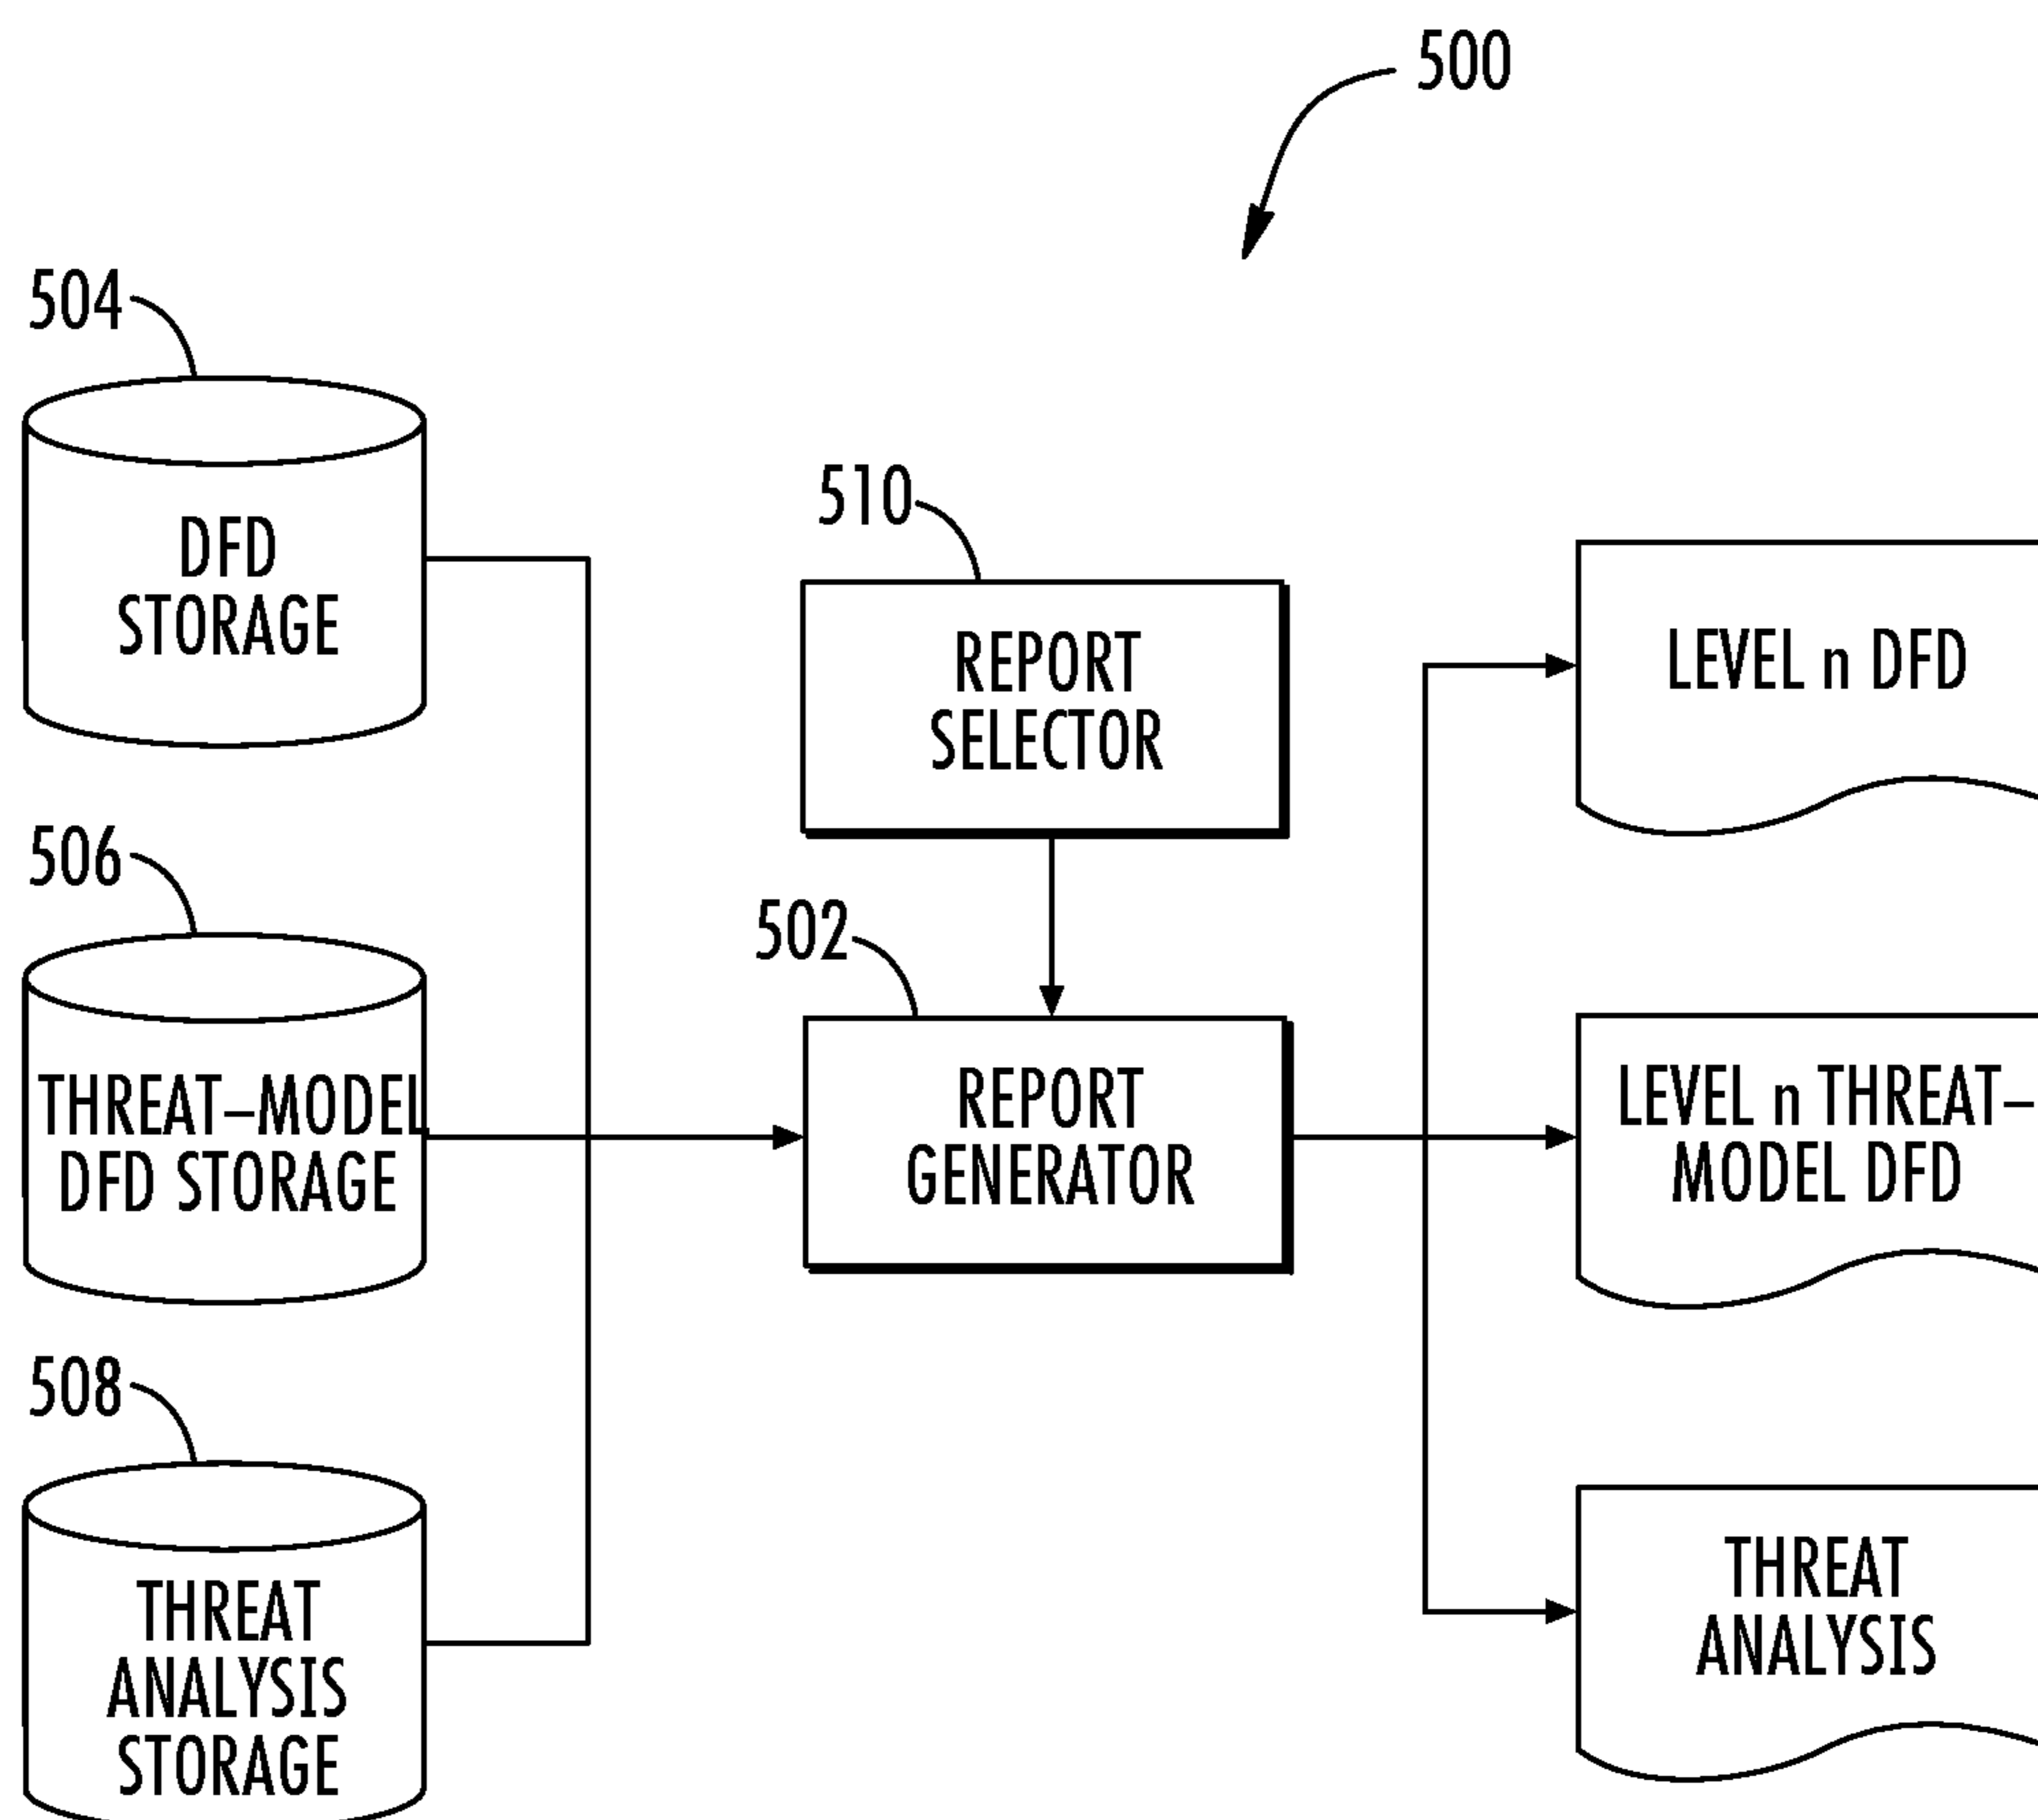 500
504
DFD
STORAGE
510
REPORT
SELECTOR
LEVEL n DFD
506
THREAT–MODEL
DFD STORAGE
502
REPORT
GENERATOR
LEVEL n THREAT–
MODEL DFD
508
THREAT
ANALYSIS
STORAGE
THREAT
ANALYSIS